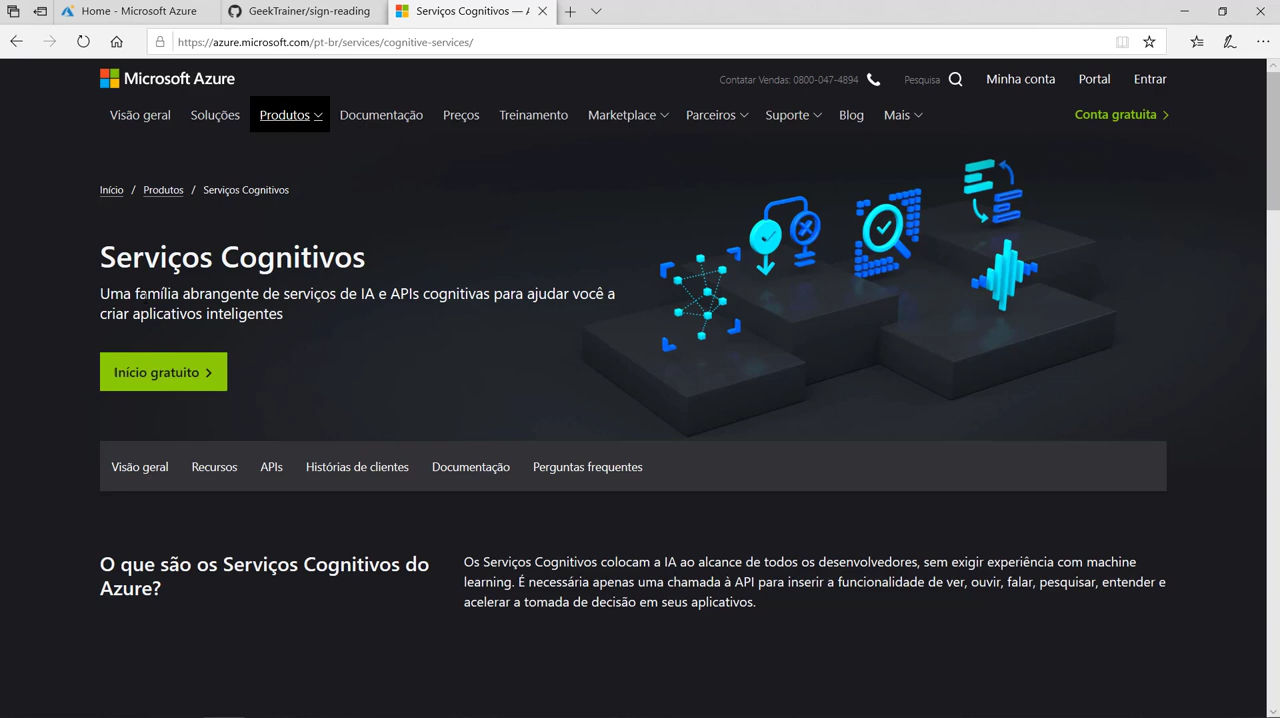 Home - Microsoft Azure
GeekTrainer/sign-reading
Serviços Cognitivos — A
https://azure.microsoft.com/pt-br/services/cognitive-services/
Microsoft Azure
Contatar Vendas: 0800-047-4894
Pesquisa
Minha conta
Portal
Entrar
Visão geral
Soluções
Produtos
Documentação
Preços
Treinamento
Marketplace
Parceiros
Suporte
Blog
Mais
Conta gratuita
Início / Produtos / Serviços Cognitivos
Serviços Cognitivos
Uma família abrangente de serviços de IA e APIs cognitivas para ajudar você a
criar aplicativos inteligentes
Início gratuito
Visão geral
Recursos
APIs
Histórias de clientes
Documentação
Perguntas frequentes
O que são os Serviços Cognitivos do
Azure?
Os Serviços Cognitivos colocam a IA ao alcance de todos os desenvolvedores, sem exigir experiência com machine
learning. É necessária apenas uma chamada à API para inserir a funcionalidade de ver, ouvir, falar, pesquisar, entender e
acelerar a tomada de decisão em seus aplicativos.